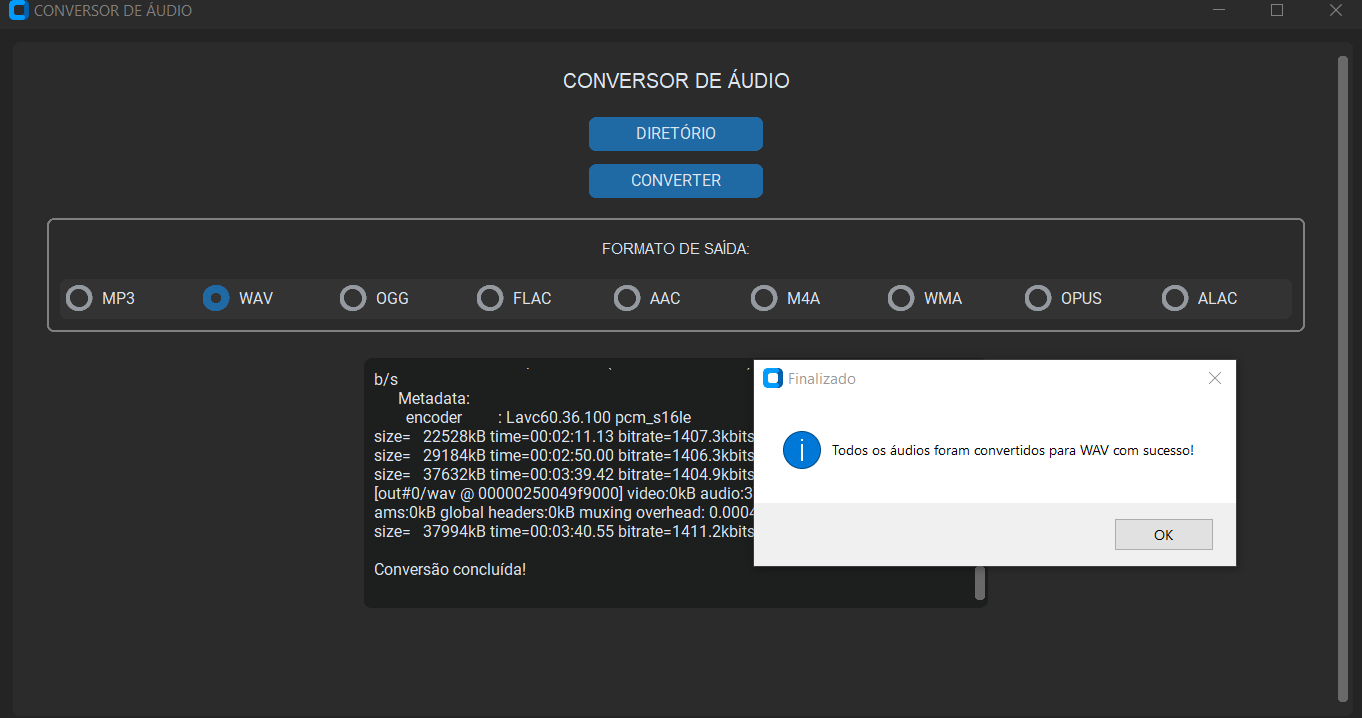 CONVERSOR DE ÁUDIO
CONVERSOR DE ÁUDIO
DIRETÓRIO
CONVERTER
FORMATO DE SAÍDA:
MP3 WAV OGG FLAC AAC M4A WMA OPUS ALAC
b/s
Metadata:
encoder : Lavc60.36.100 pcm_s16le
size= 22528kB time=00:02:11.13 bitrate=1407.3kbits
size= 29184kB time=00:02:50.00 bitrate=1406.3kbits
size= 37632kB time=00:03:39.42 bitrate=1404.9kbits
[out#0/wav @ 00000250049f9000] video:0kB audio:3
ams:0kB global headers:0kB muxing overhead: 0.0004
size= 37994kB time=00:03:40.55 bitrate=1411.2kbits
Conversão concluída!
Finalizado
Todos os áudios foram convertidos para WAV com sucesso!
OK